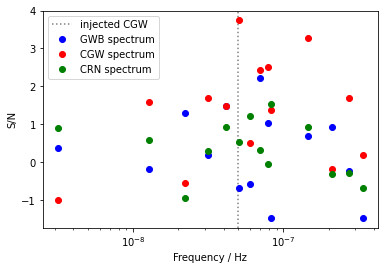 4
3
2
1
0
−1
S/N
injected CGW
GWB spectrum
CGW spectrum
CRN spectrum
10⁻⁸
10⁻⁷
Frequency / Hz